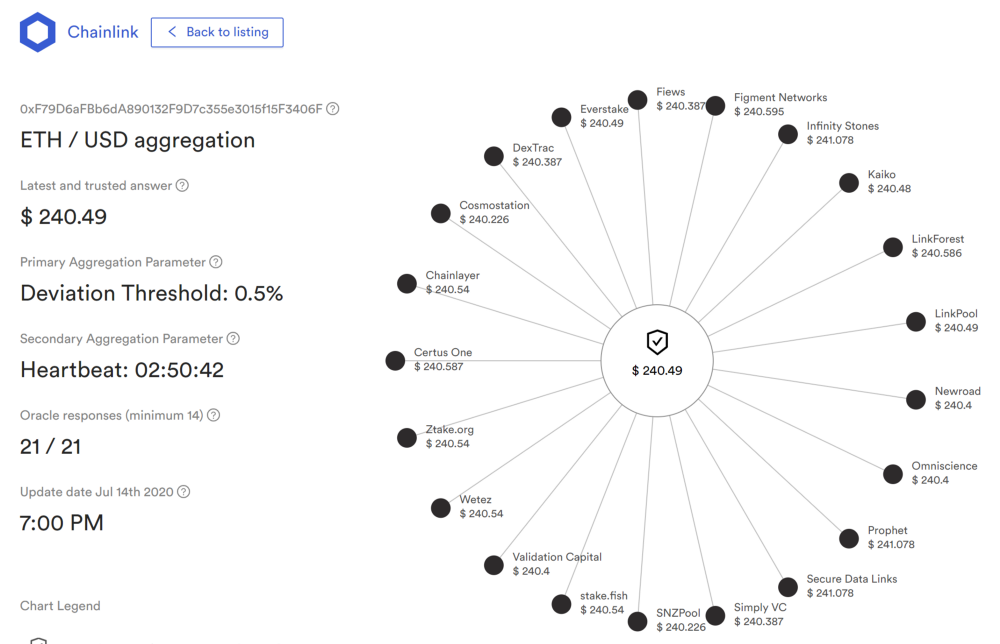 Chainlink
Back to listing
0xF79D6aFBb6dA890132F9D7c355e3015f15F3406F
ETH / USD aggregation
Latest and trusted answer
$ 240.49
Primary Aggregation Parameter
Deviation Threshold: 0.5%
Secondary Aggregation Parameter
Heartbeat: 02:50:42
Oracle responses (minimum 14)
21 / 21
Update date Jul 14th 2020
7:00 PM
Chart Legend
Fiews
$ 240.387
Figment Networks
$ 240.595
Infinity Stones
$ 241.078
Kaiko
$ 240.48
LinkForest
$ 240.586
LinkPool
$ 240.49
Newroad
$ 240.4
Omniscience
$ 240.4
Prophet
$ 241.078
Secure Data Links
$ 241.078
Simply VC
$ 240.387
SNZPool
$ 240.226
stake.fish
$ 240.54
Validation Capital
$ 240.4
Wetez
$ 240.54
Ztake.org
$ 240.54
Certus One
$ 240.587
Chainlayer
$ 240.54
Cosmostation
$ 240.226
DexTrac
$ 240.387
Everstake
$ 240.49
$ 240.49